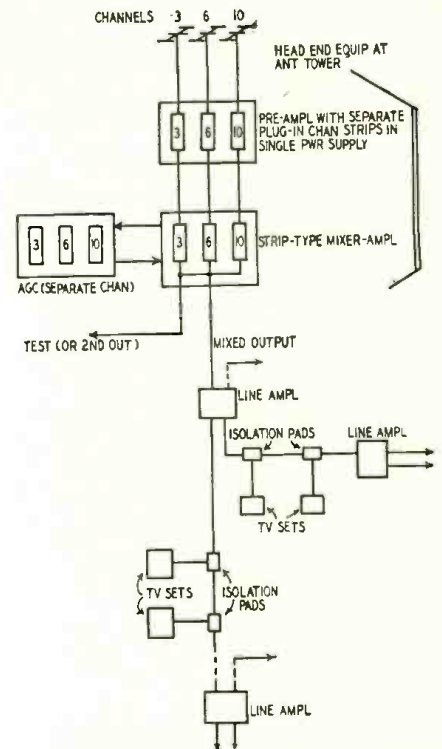 CHANNELS 3 6 10
HEAD END EQUIP AT
ANT TOWER
3 6 10
PRE-AMPL WITH SEPARATE
PLUG-IN CHAN STRIPS IN
SINGLE PWR SUPPLY
3 6 10
3 6 10
STRIP-TYPE MIXER-AMPL
AGC (SEPARATE CHAN)
TEST (OR 2ND OUT)
MIXED OUTPUT
LINE AMPL
ISOLATION PADS
LINE AMPL
TV SETS
TV SETS
ISOLATION
PADS
LINE AMPL